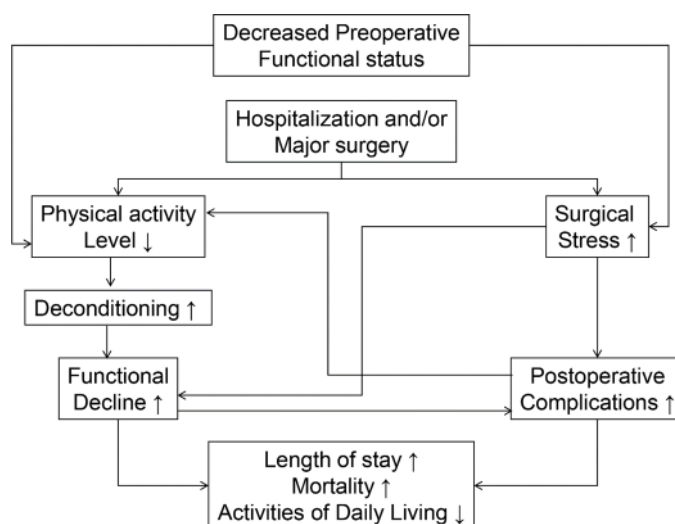 Decreased Preoperative
Functional status
Hospitalization and/or
Major surgery
Physical activity
Level ↓
Surgical
Stress ↑
Deconditioning ↑
Functional
Decline ↑
Postoperative
Complications ↑
Length of stay ↑
Mortality ↑
Activities of Daily Living ↓